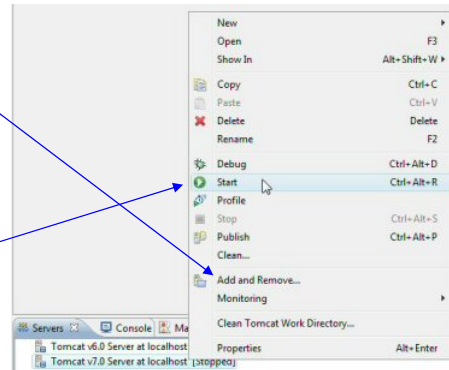 New
Open F3
Show In Alt+Shift+W
Copy Ctrl+C
Paste Ctrl+V
Delete Delete
Rename F2
Debug Ctrl+Alt+D
Start Ctrl+Alt+R
Profile
Stop Ctrl+Alt+S
Publish Ctrl+Alt+P
Clean...
Add and Remove...
Monitoring
Clean Tomcat Work Directory...
Properties Alt+Enter
Servers Console Ma
Tomcat v6.0 Server at localhost
Tomcat v7.0 Server at localhost [Stopped]